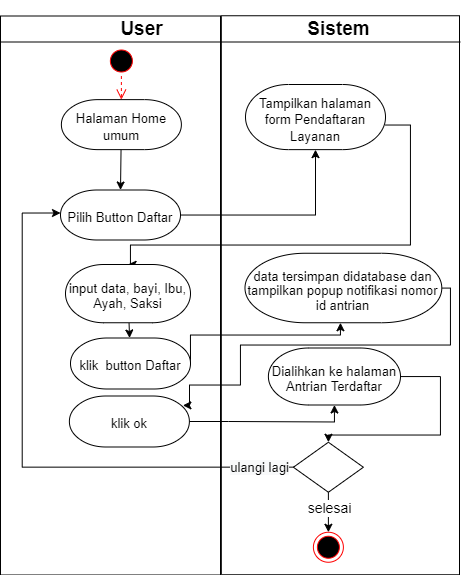 User
Sistem
Halaman Home
umum
Tampilkan halaman
form Pendaftaran
Layanan
Pilih Button Daftar
input data, bayi, Ibu,
Ayah, Saksi
data tersimpan didatabase dan
tampilkan popup notifikasi nomor
id antrian
klik button Daftar
Dialihkan ke halaman
Antrian Terdaftar
klik ok
ulangi lagi
selesai